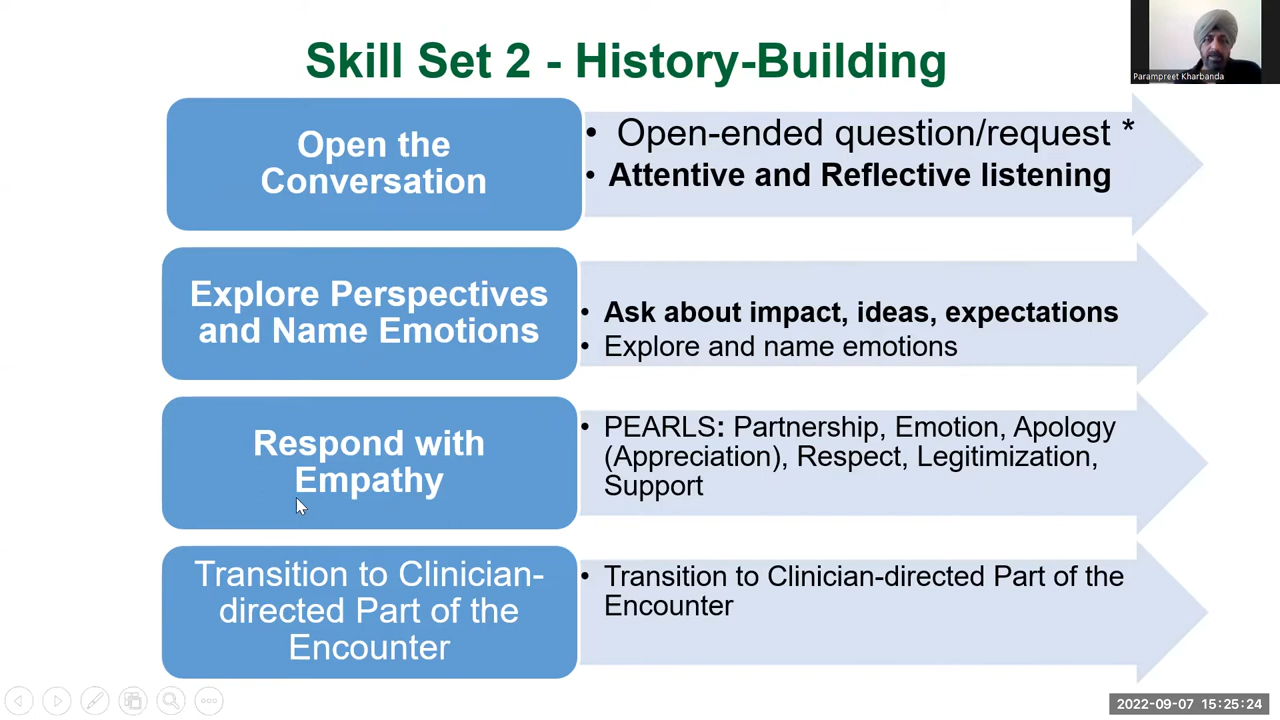 Skill Set 2 - History-Building
Parampreet Kharbanda
Open the
Conversation
• Open-ended question/request *
• Attentive and Reflective listening
Explore Perspectives
and Name Emotions
• Ask about impact, ideas, expectations
• Explore and name emotions
Respond with
Empathy
• PEARLS: Partnership, Emotion, Apology
(Appreciation), Respect, Legitimization,
Support
Transition to Clinician-
directed Part of the
Encounter
• Transition to Clinician-directed Part of the
Encounter
2022-09-07 15:25:24